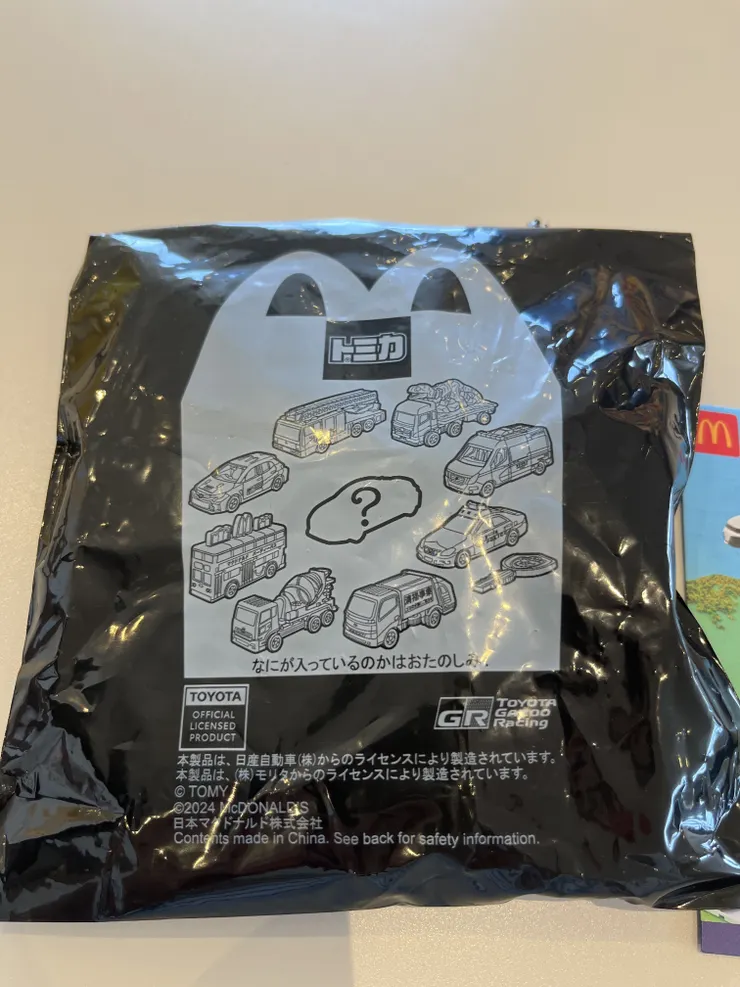 トミカ
?
清掃車
なにが入っているのかはおたのしみ!
TOYOTA
OFFICIAL
LICENSED
PRODUCT
GR TOYOTA
GAZOO
Racing
本製品は、日産自動車(株)からのライセンスにより製造されています。
本製品は、(株)モリタからのライセンスにより製造されています。
© TOMY
©2024 McDONALD'S
日本マクドナルド株式会社
Contents made in China. See back for safety information.
M